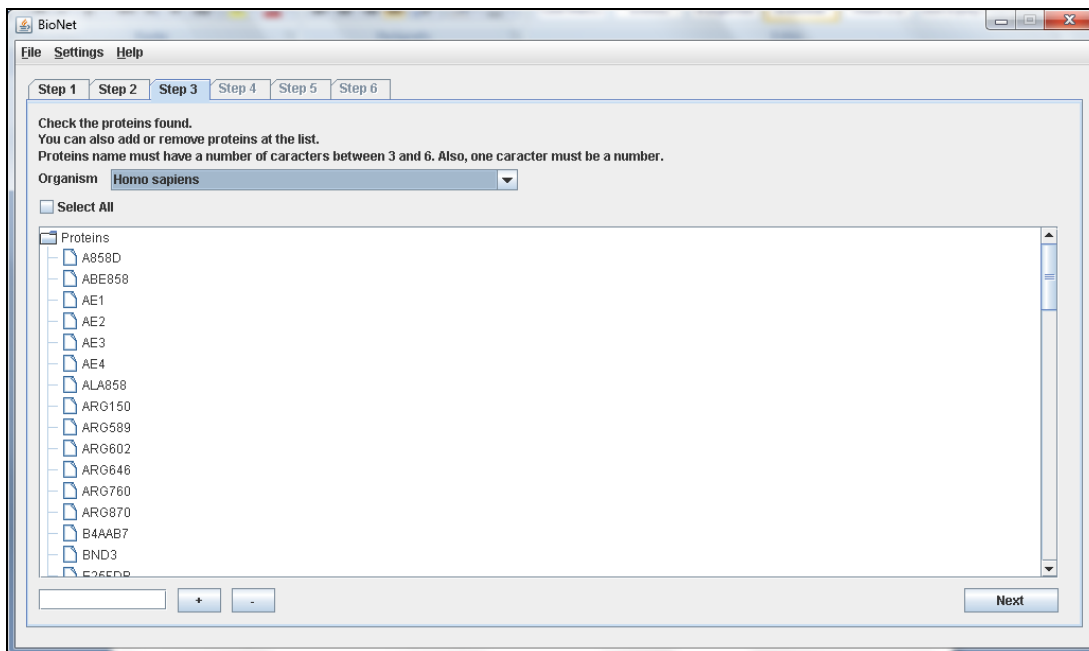 BioNet
File Settings Help
Step 1 Step 2 Step 3 Step 4 Step 5 Step 6
Check the proteins found.
You can also add or remove proteins at the list.
Proteins name must have a number of caracters between 3 and 6. Also, one caracter must be a number.
Organism Homo sapiens
Select All
Proteins
A858D
ABE858
AE1
AE2
AE3
AE4
ALA858
ARG150
ARG589
ARG602
ARG646
ARG760
ARG870
B4AAB7
BND3
+ - Next